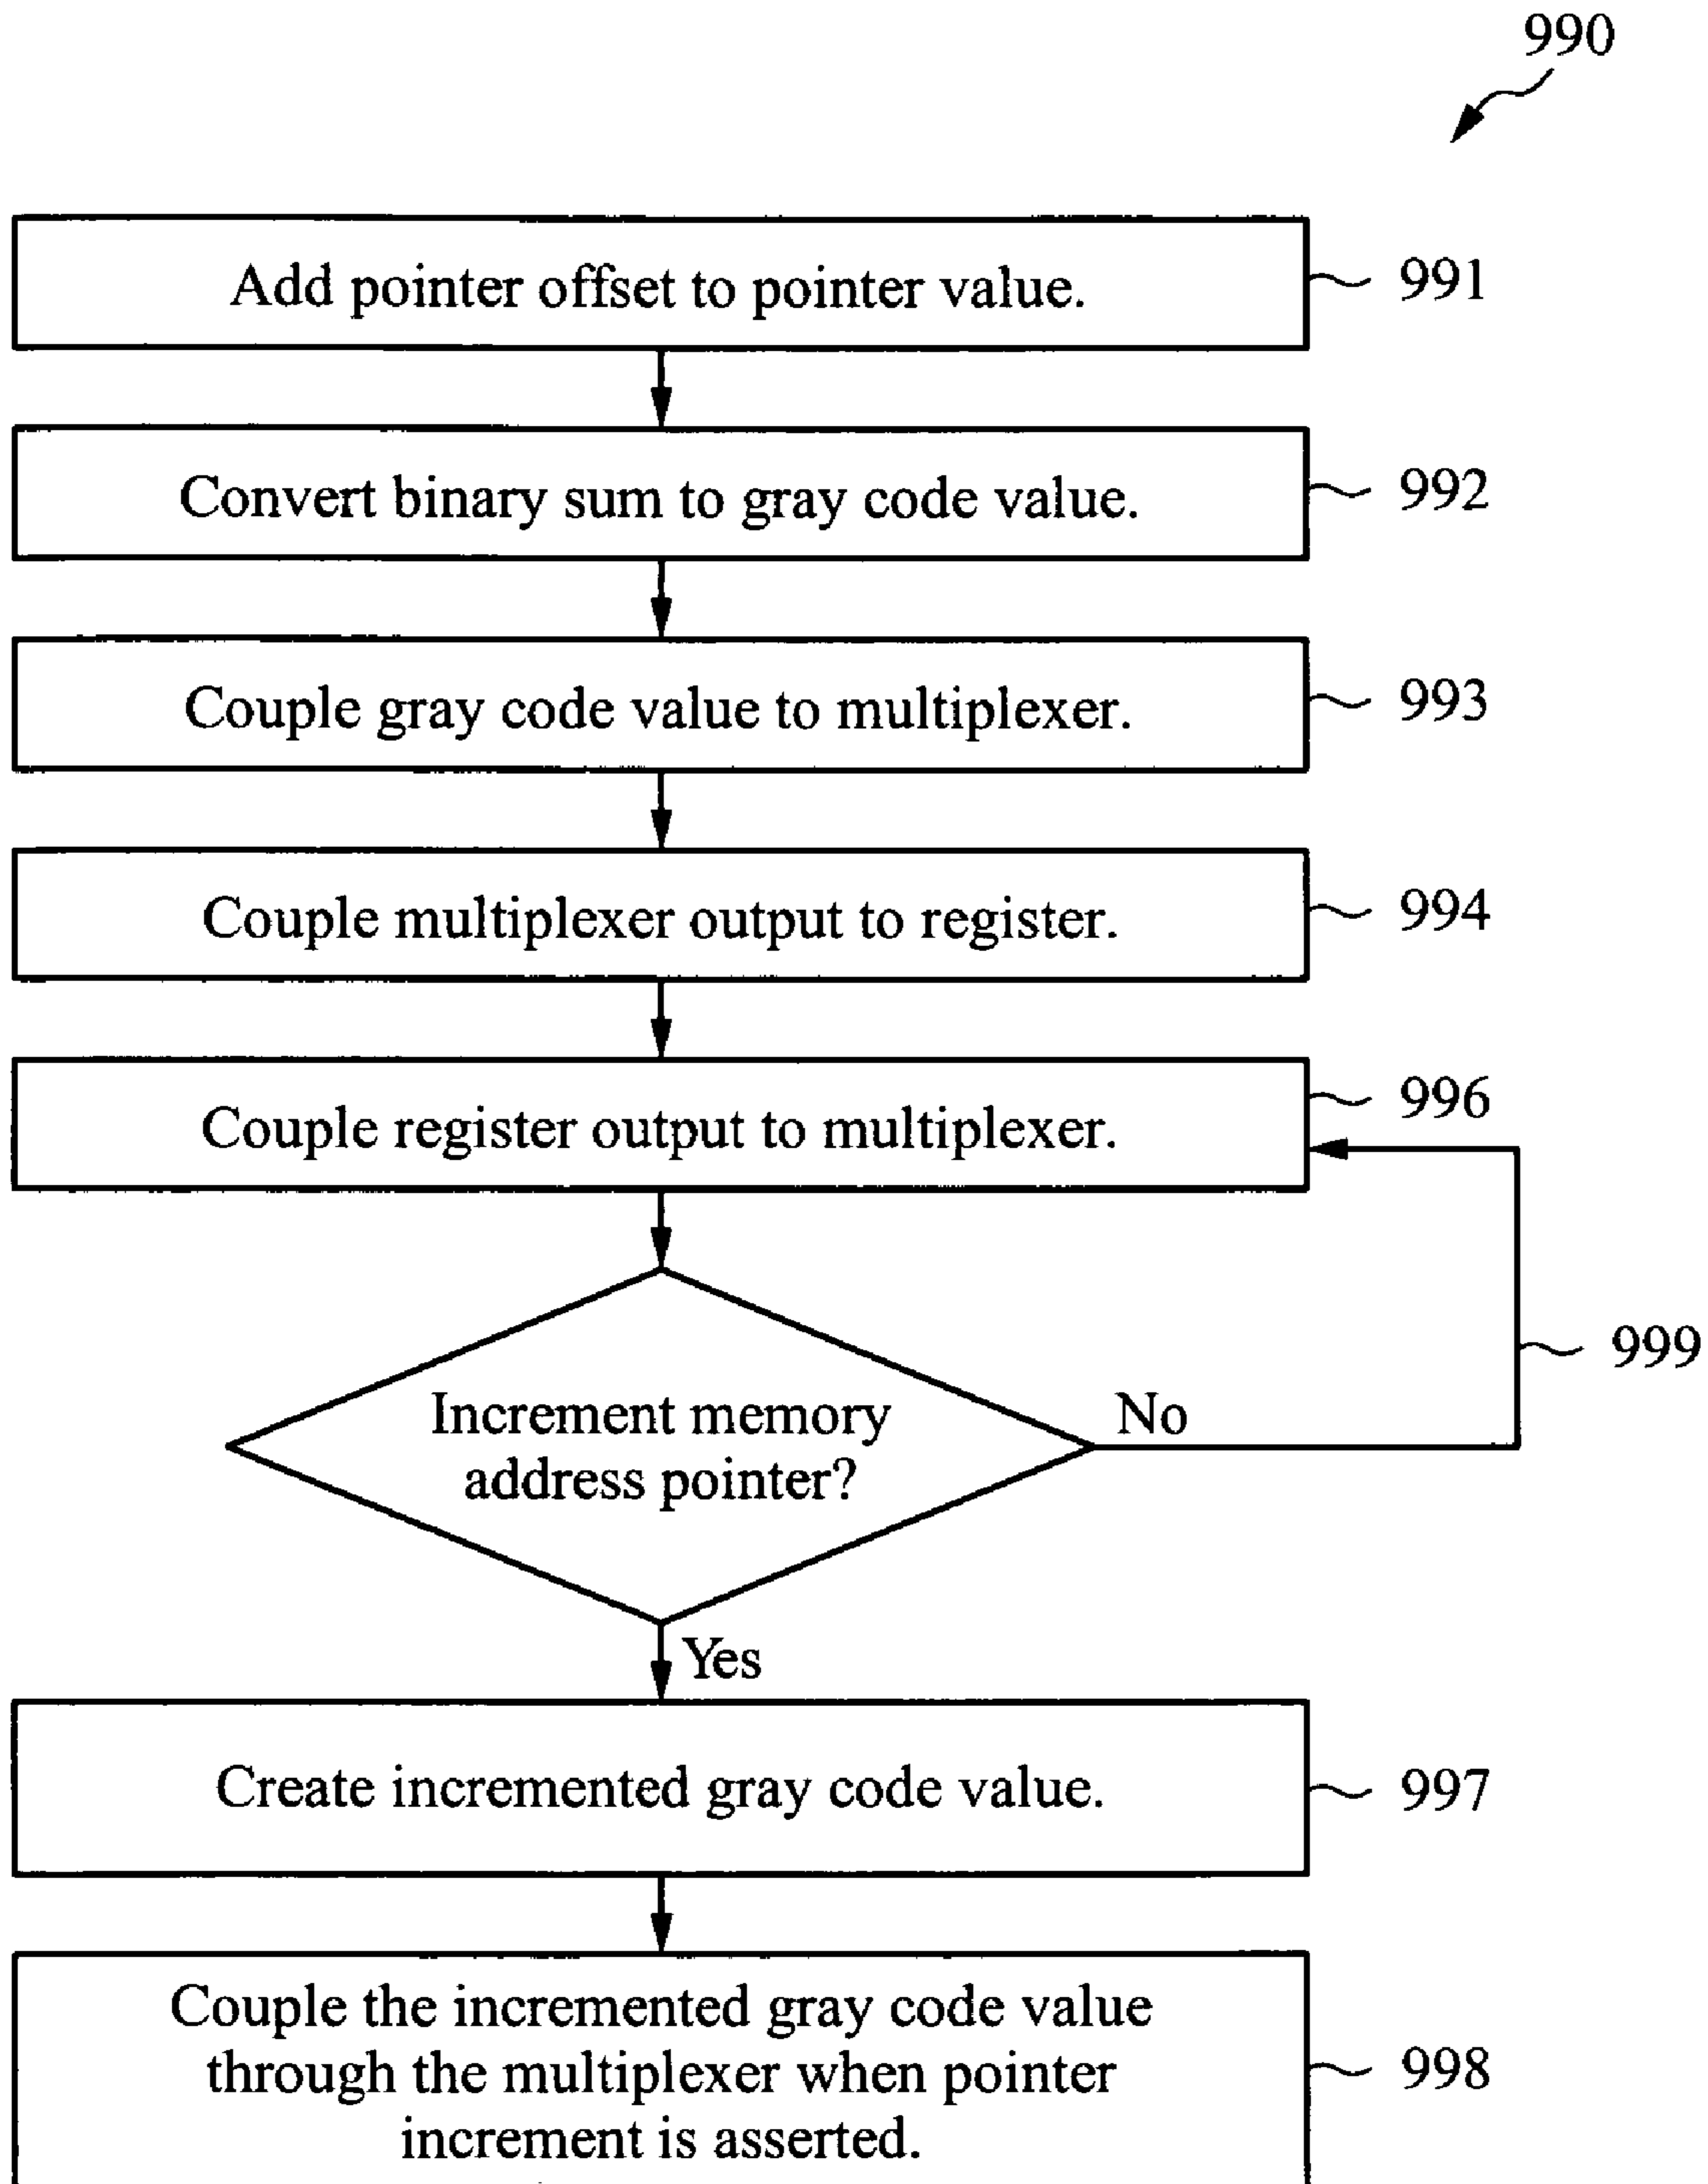 990
Add pointer offset to pointer value.
991
Convert binary sum to gray code value.
992
Couple gray code value to multiplexer.
993
Couple multiplexer output to register.
994
Couple register output to multiplexer.
996
Increment memory
address pointer?
No
999
Yes
Create incremented gray code value.
997
Couple the incremented gray code value
through the multiplexer when pointer
increment is asserted.
998